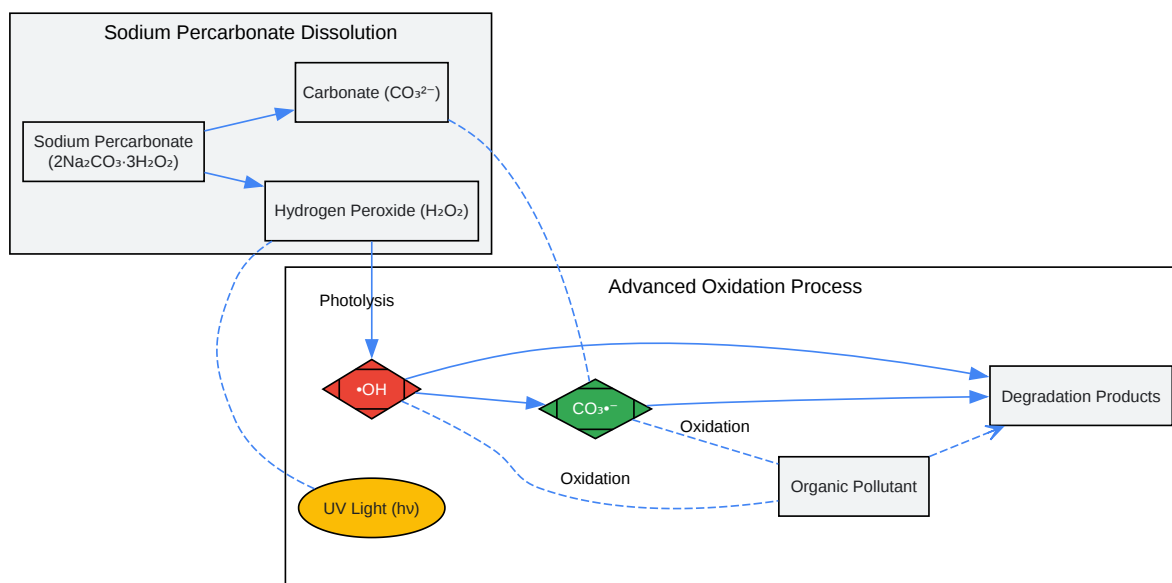 Sodium Percarbonate Dissolution
Carbonate (CO₃²⁻)
Sodium Percarbonate
(2Na₂CO₃·3H₂O₂)
Hydrogen Peroxide (H₂O₂)
Advanced Oxidation Process
Photolysis
•OH
CO₃•⁻
Degradation Products
Oxidation
Oxidation
Organic Pollutant
UV Light (hν)